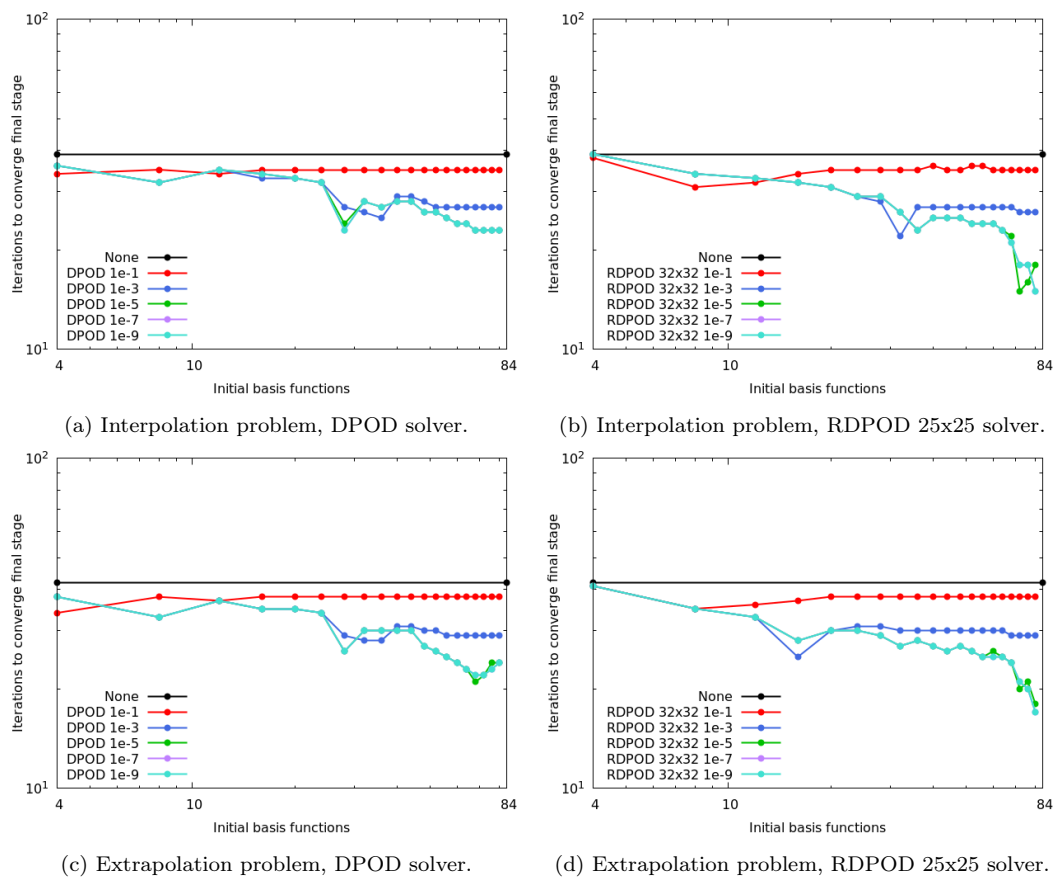 10²
Iterations to converge final stage
None
DPOD 1e-1
DPOD 1e-3
DPOD 1e-5
DPOD 1e-7
DPOD 1e-9
10¹
4
10
84
Initial basis functions
(a) Interpolation problem, DPOD solver.
10²
Iterations to converge final stage
None
RDPOD 32x32 1e-1
RDPOD 32x32 1e-3
RDPOD 32x32 1e-5
RDPOD 32x32 1e-7
RDPOD 32x32 1e-9
10¹
4
10
84
Initial basis functions
(b) Interpolation problem, RDPOD 25x25 solver.
10²
Iterations to converge final stage
None
DPOD 1e-1
DPOD 1e-3
DPOD 1e-5
DPOD 1e-7
DPOD 1e-9
10¹
4
10
84
Initial basis functions
(c) Extrapolation problem, DPOD solver.
10²
Iterations to converge final stage
None
RDPOD 32x32 1e-1
RDPOD 32x32 1e-3
RDPOD 32x32 1e-5
RDPOD 32x32 1e-7
RDPOD 32x32 1e-9
10¹
4
10
84
Initial basis functions
(d) Extrapolation problem, RDPOD 25x25 solver.